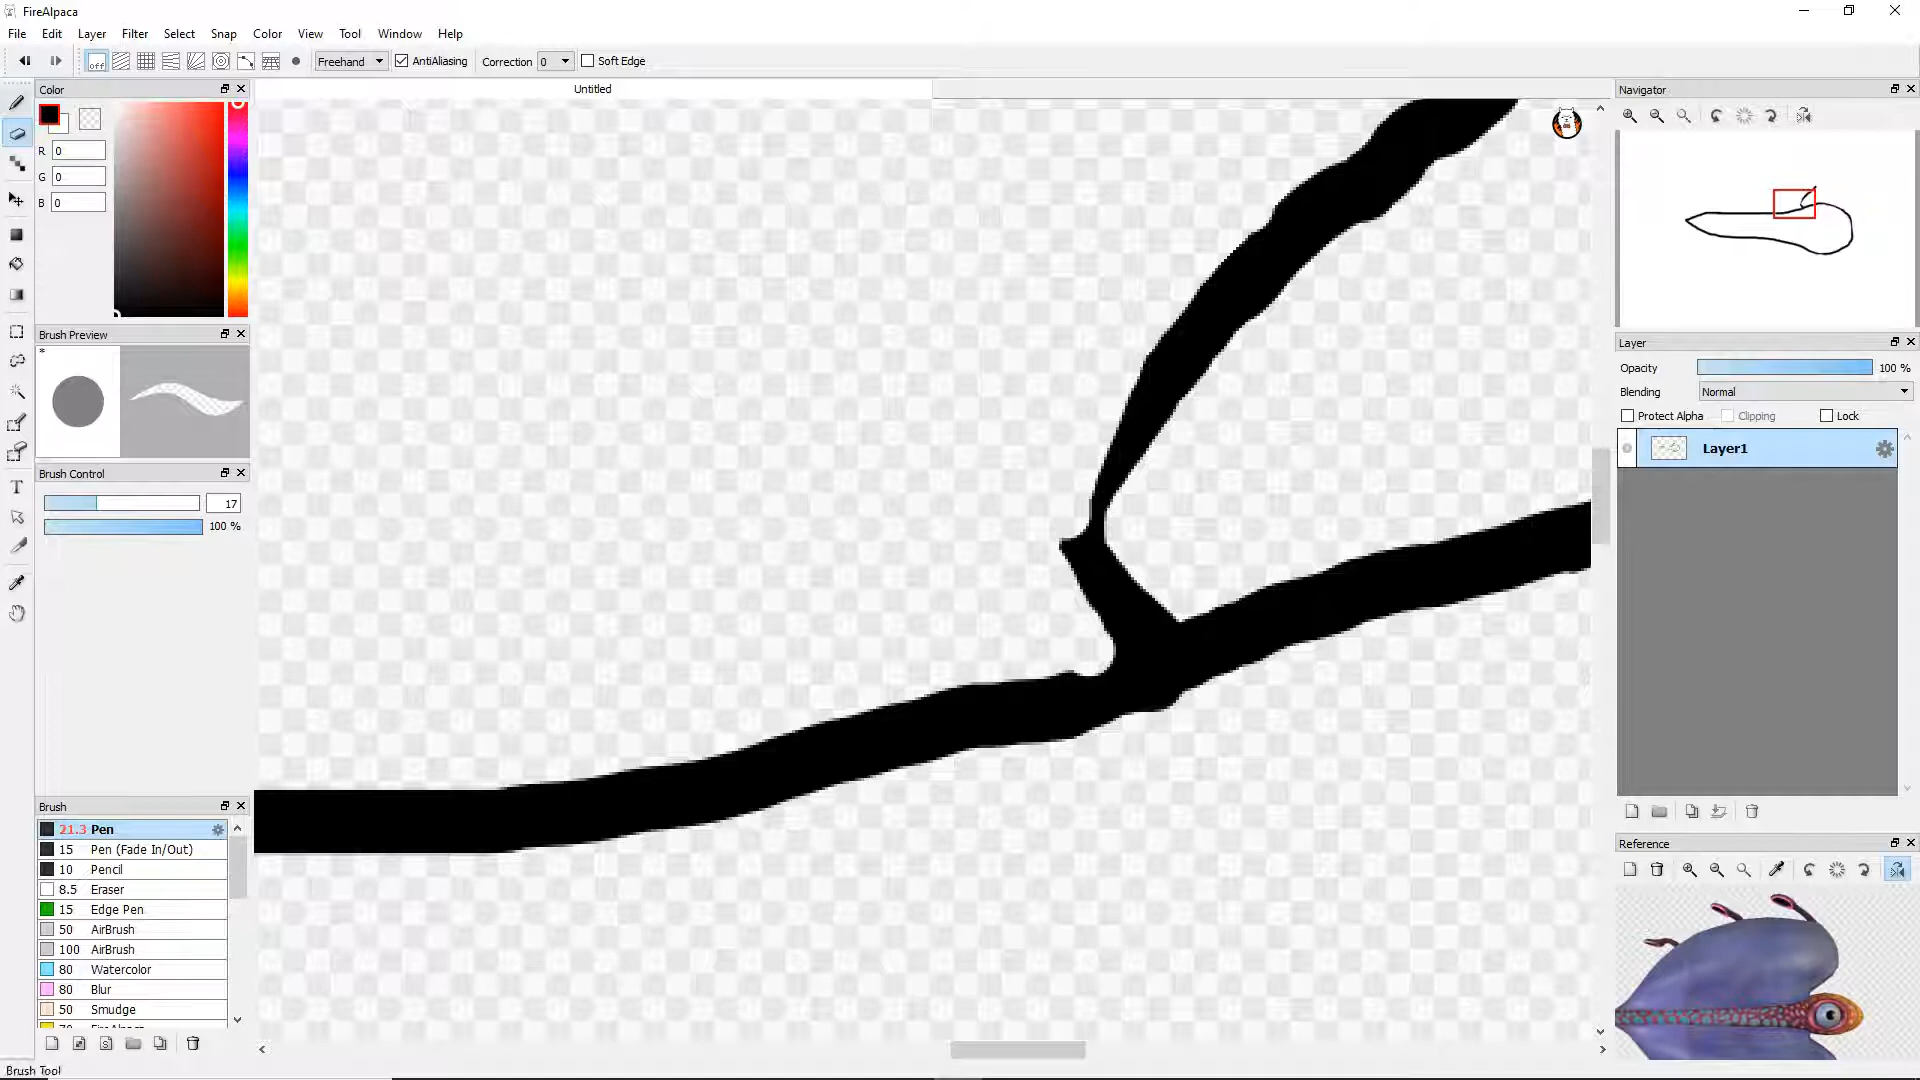 FireAlpaca
File Edit Layer Filter Select Snap Color View Tool Window Help
off Freehand AntiAliasing Correction 0 Soft Edge
Color
Untitled
Navigator
R 0
G 0
B 0
Brush Preview
*
Brush Control
17
100 %
Layer
Opacity 100 %
Blending Normal
Protect Alpha Clipping Lock
Layer1
Brush
21.3 Pen
15 Pen (Fade In/Out)
10 Pencil
8.5 Eraser
15 Edge Pen
50 AirBrush
100 AirBrush
80 Watercolor
80 Blur
50 Smudge
Reference
Brush Tool